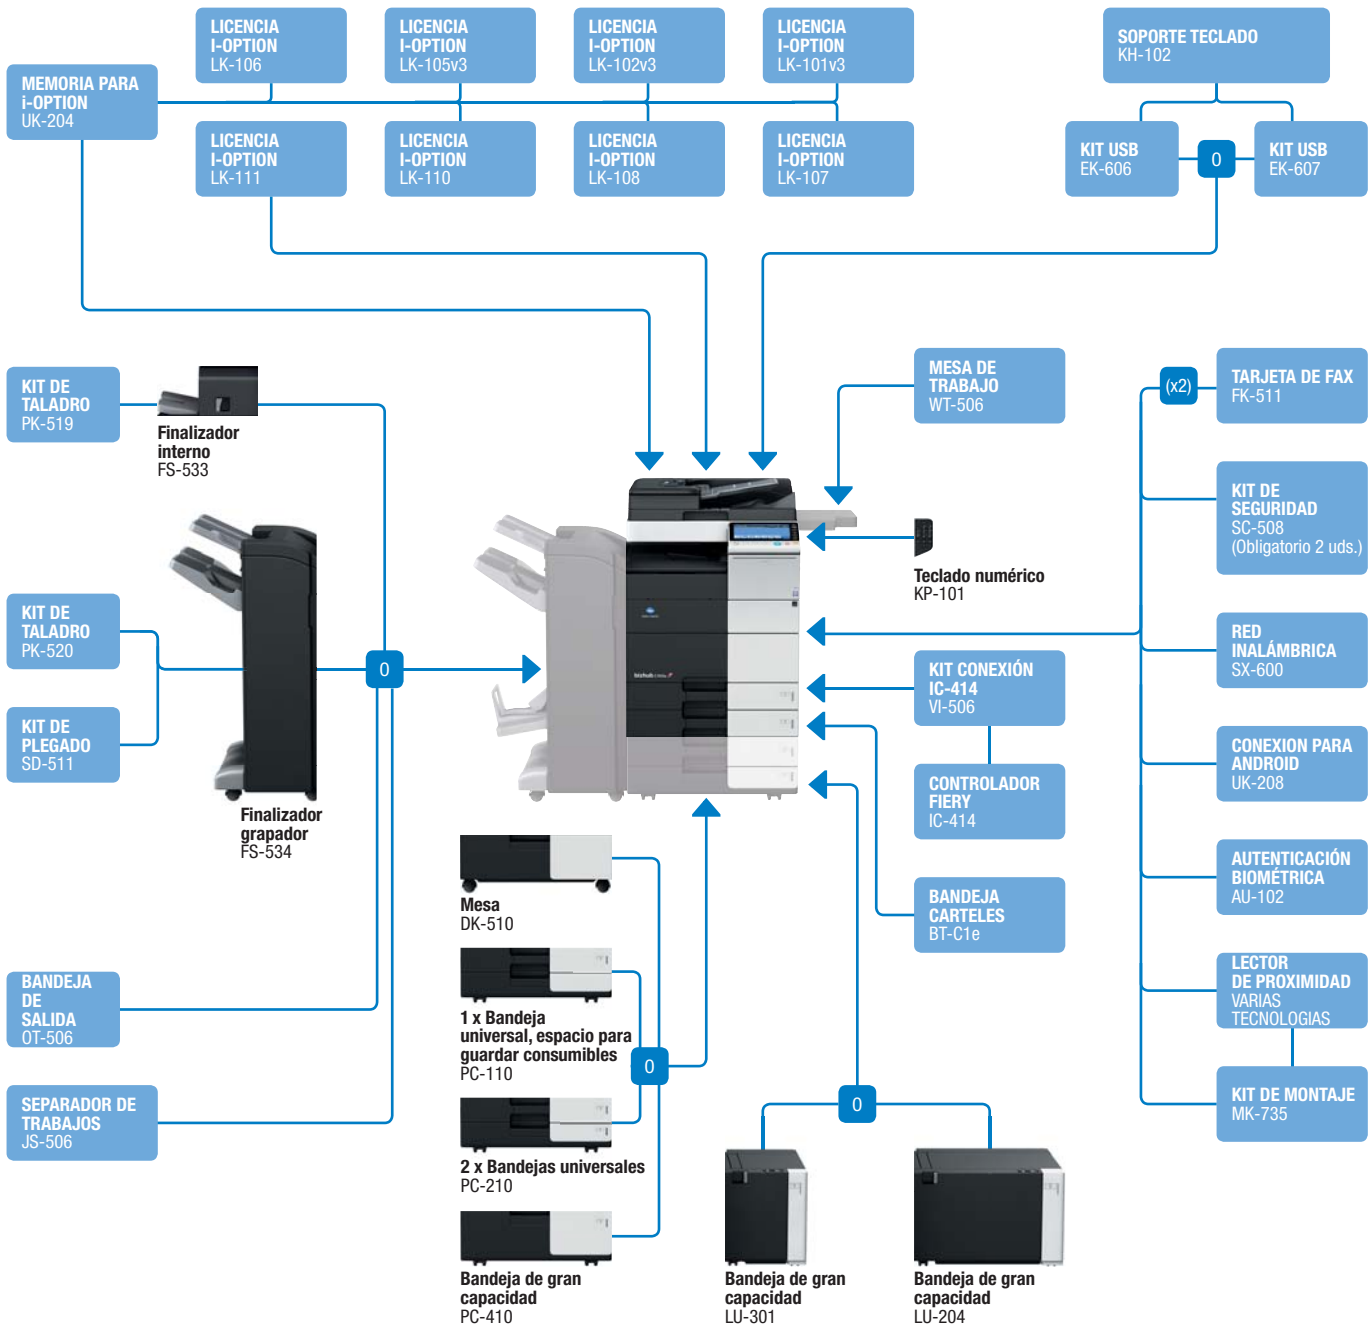 LICENCIA
I-OPTION
LK-106
LICENCIA
I-OPTION
LK-105v3
LICENCIA
I-OPTION
LK-102v3
LICENCIA
I-OPTION
LK-101v3
SOPORTE TECLADO
KH-102
MEMORIA PARA
i-OPTION
UK-204
LICENCIA
I-OPTION
LK-111
LICENCIA
I-OPTION
LK-110
LICENCIA
I-OPTION
LK-108
LICENCIA
I-OPTION
LK-107
KIT USB
EK-606
O
KIT USB
EK-607
KIT DE
TALADRO
PK-519
Finalizador
interno
FS-533
MESA DE
TRABAJO
WT-506
(x2)
TARJETA DE FAX
FK-511
KIT DE
SEGURIDAD
SC-508
(Obligatorio 2 uds.)
Teclado numérico
KP-101
KIT DE
TALADRO
PK-520
KIT DE
PLEGADO
SD-511
O
Finalizador
grapador
FS-534
bizhub
RED
INALÁMBRICA
SX-600
KIT CONEXIÓN
IC-414
VI-506
CONTROLADOR
FIERY
IC-414
CONEXION PARA
ANDROID
UK-208
AUTENTICACIÓN
BIOMÉTRICA
AU-102
BANDEJA
CARTELES
BT-C1e
LECTOR
DE PROXIMIDAD
VARIAS
TECNOLOGIAS
KIT DE MONTAJE
MK-735
Mesa
DK-510
1 x Bandeja
universal, espacio para
guardar consumibles
PC-110
O
2 x Bandejas universales
PC-210
Bandeja de gran
capacidad
PC-410
BANDEJA
DE
SALIDA
OT-506
SEPARADOR DE
TRABAJOS
JS-506
O
Bandeja de gran
capacidad
LU-301
Bandeja de gran
capacidad
LU-204